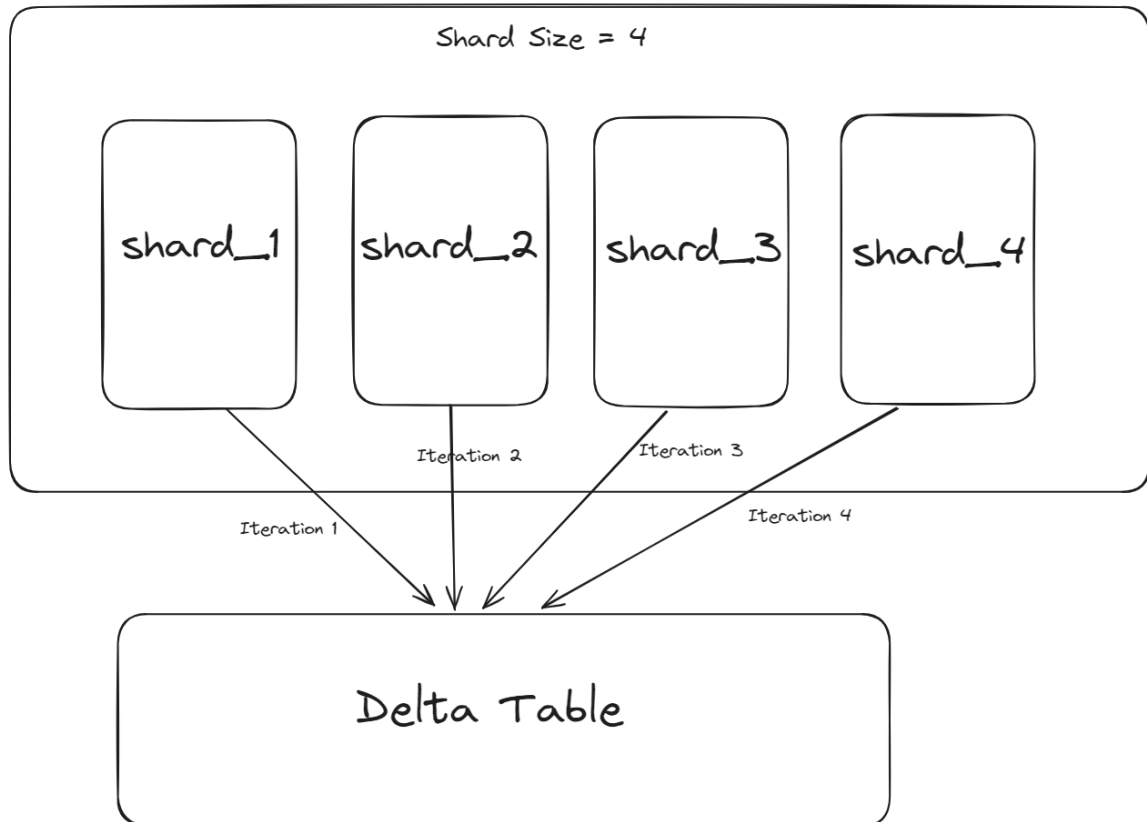 Shard Size = 4
shard_1
shard_2
shard_3
shard_4
Iteration 2
Iteration 3
Iteration 1
Iteration 4
Delta Table